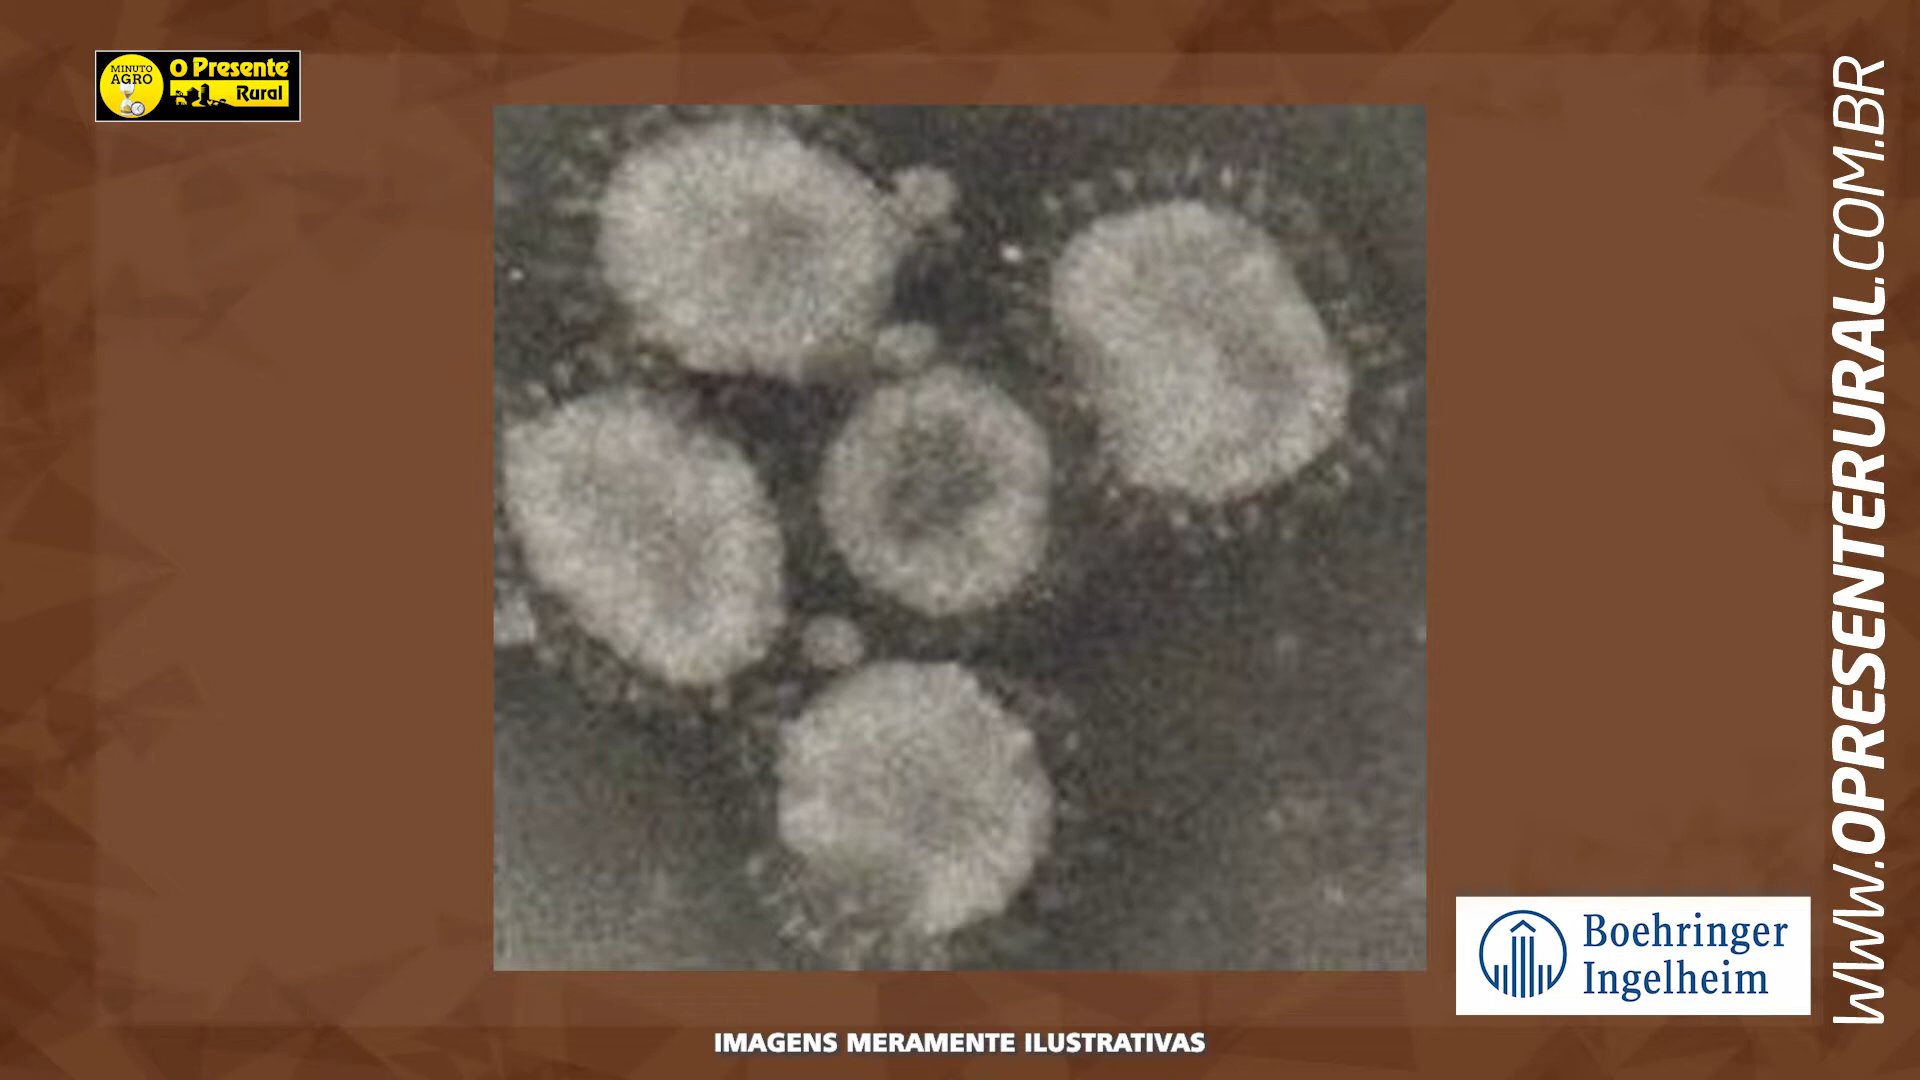 MINUTO
AGRO
O Presente
Rural
WWW.OPRESENTERURAL.COM.BR
Boehringer
Ingelheim
IMAGENS MERAMENTE ILUSTRATIVAS